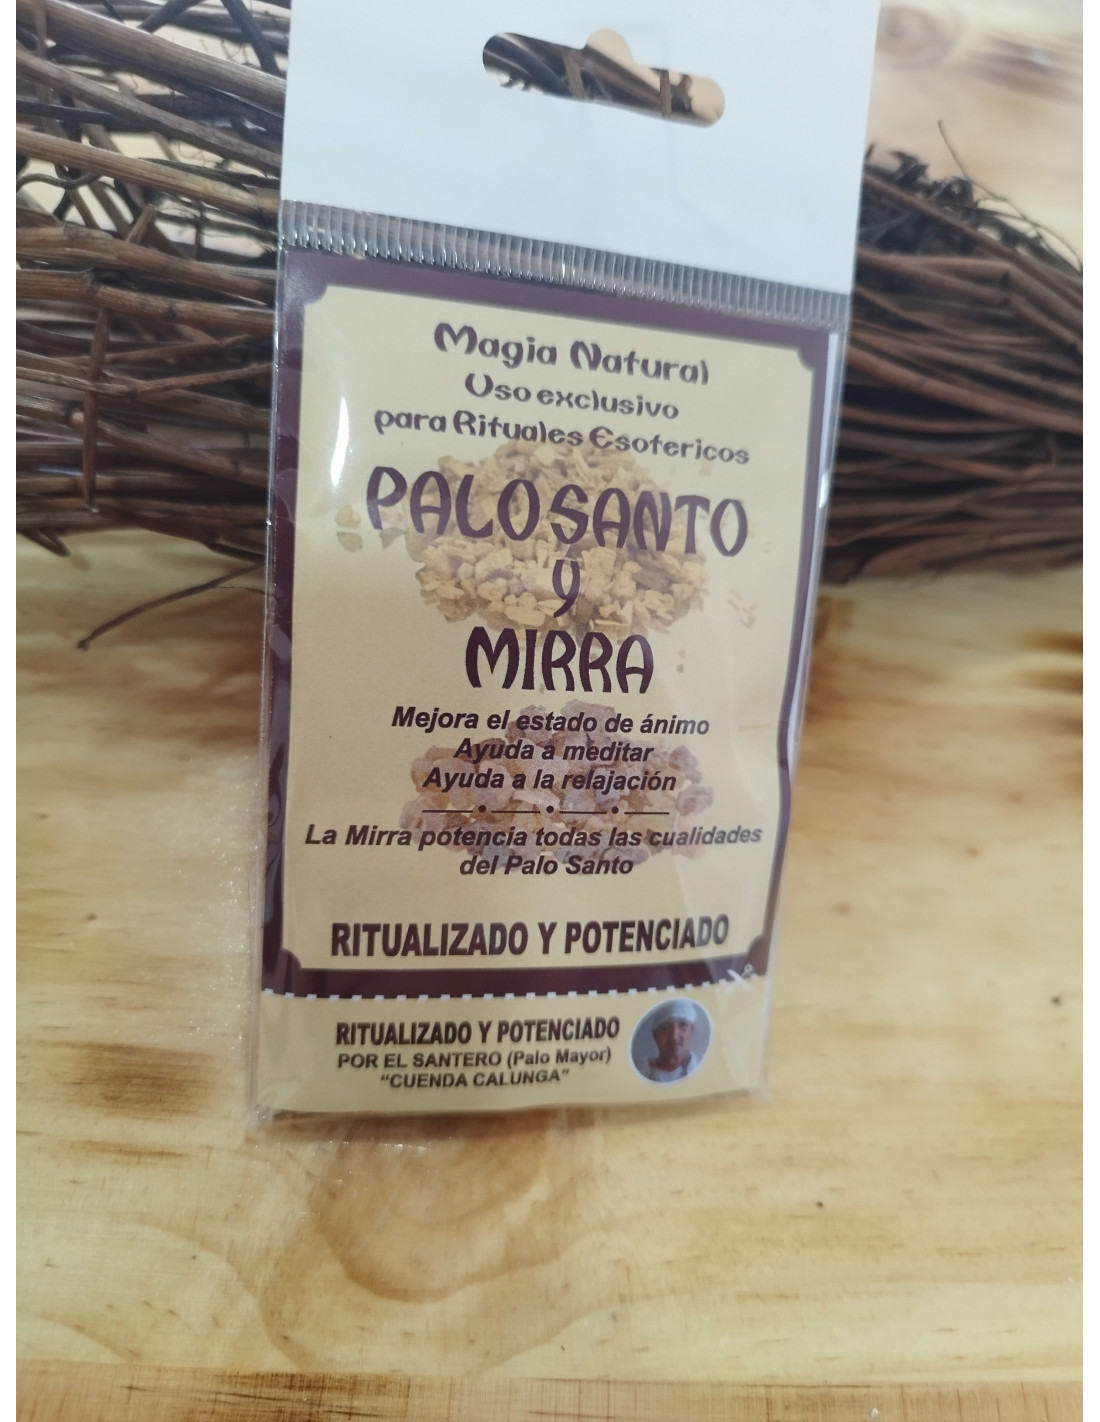 Magia Natural
Uso exclusivo
para Rituales Esotericos
PALO SANTO
y
MIRRA
Mejora el estado de ánimo
Ayuda a meditar
Ayuda a la relajación
La Mirra potencia todas las cualidades
del Palo Santo
RITUALIZADO Y POTENCIADO
RITUALIZADO Y POTENCIADO
POR EL SANTERO (Palo Mayor)
“CUENDA CALUNGA”